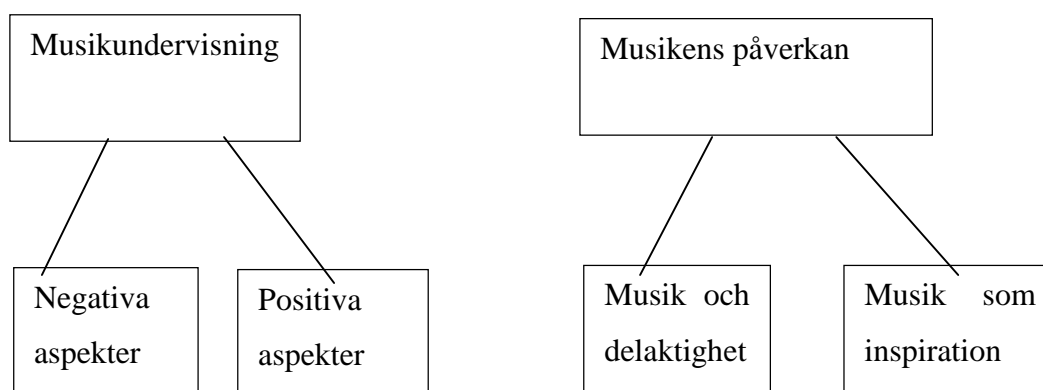 Musikundervisning
Musikens påverkan
Negativa
aspekter
Positiva
aspekter
Musik och
delaktighet
Musik som
inspiration